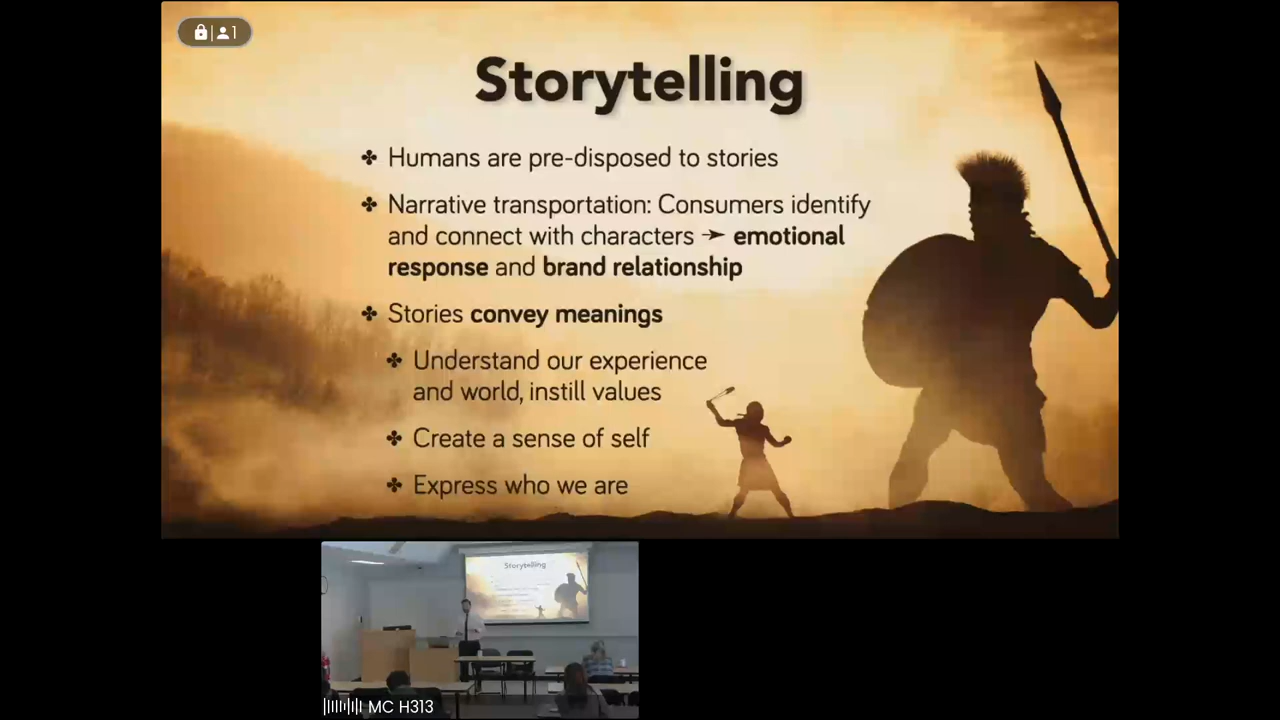 1
Storytelling
✤ Humans are pre-disposed to stories
✤ Narrative transportation: Consumers identify
and connect with characters ➛ emotional
response and brand relationship
✤ Stories convey meanings
✤ Understand our experience
and world, instill values
✤ Create a sense of self
✤ Express who we are
Storytelling
MC H313